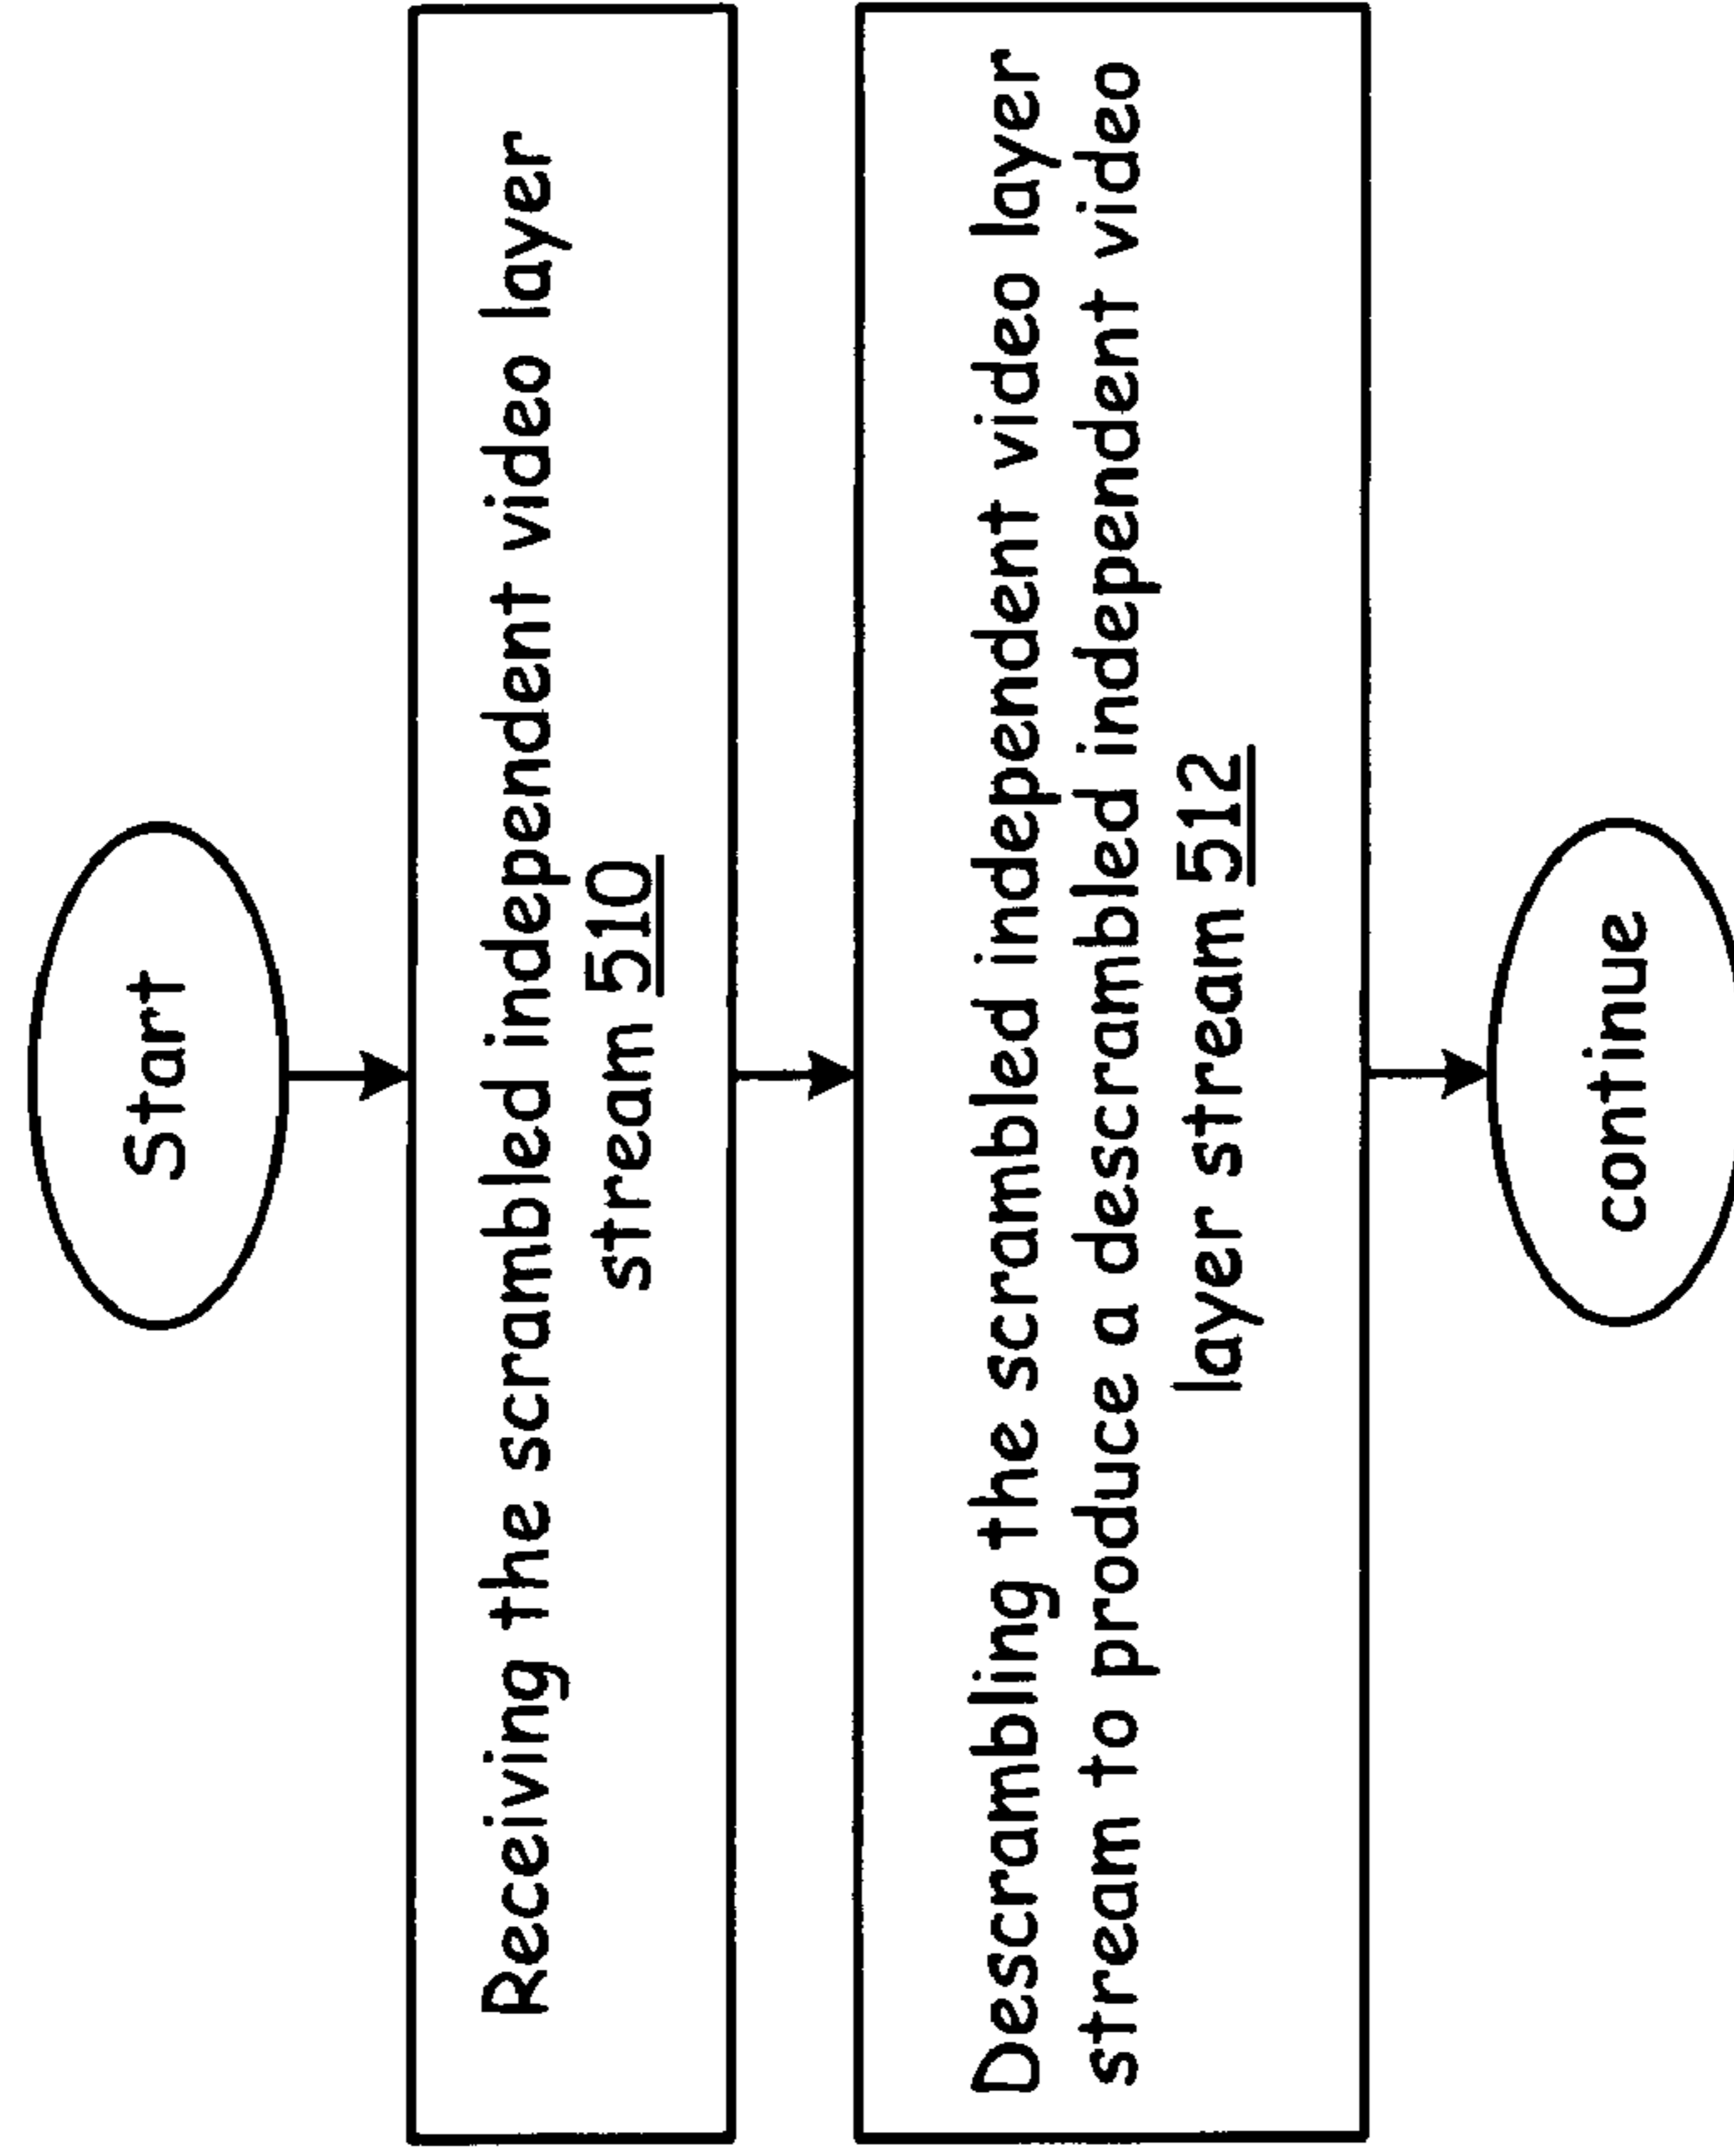 Start
Receiving the scrambled independent video layer
stream 510
Descrambling the scrambled independent video layer
stream to produce a descrambled independent video
layer stream 512
continue